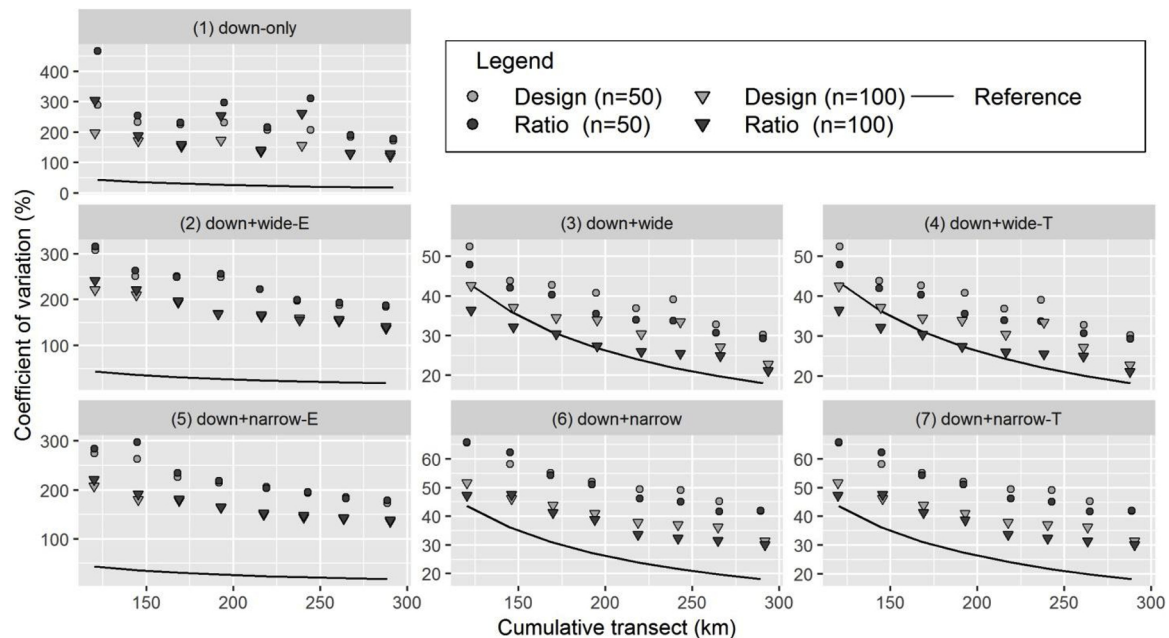 (1) down-only
400
300
200
100
0
Legend
Design (n=50)
Design (n=100)
Reference
Ratio (n=50)
Ratio (n=100)
Coefficient of variation (%)
(2) down+wide-E
(3) down+wide
(4) down+wide-T
300
200
100
50
40
30
20
50
40
30
20
(5) down+narrow-E
(6) down+narrow
(7) down+narrow-T
300
200
100
60
50
40
30
20
60
50
40
30
20
150 200 250 300
150 200 250 300
150 200 250 300
Cumulative transect (km)